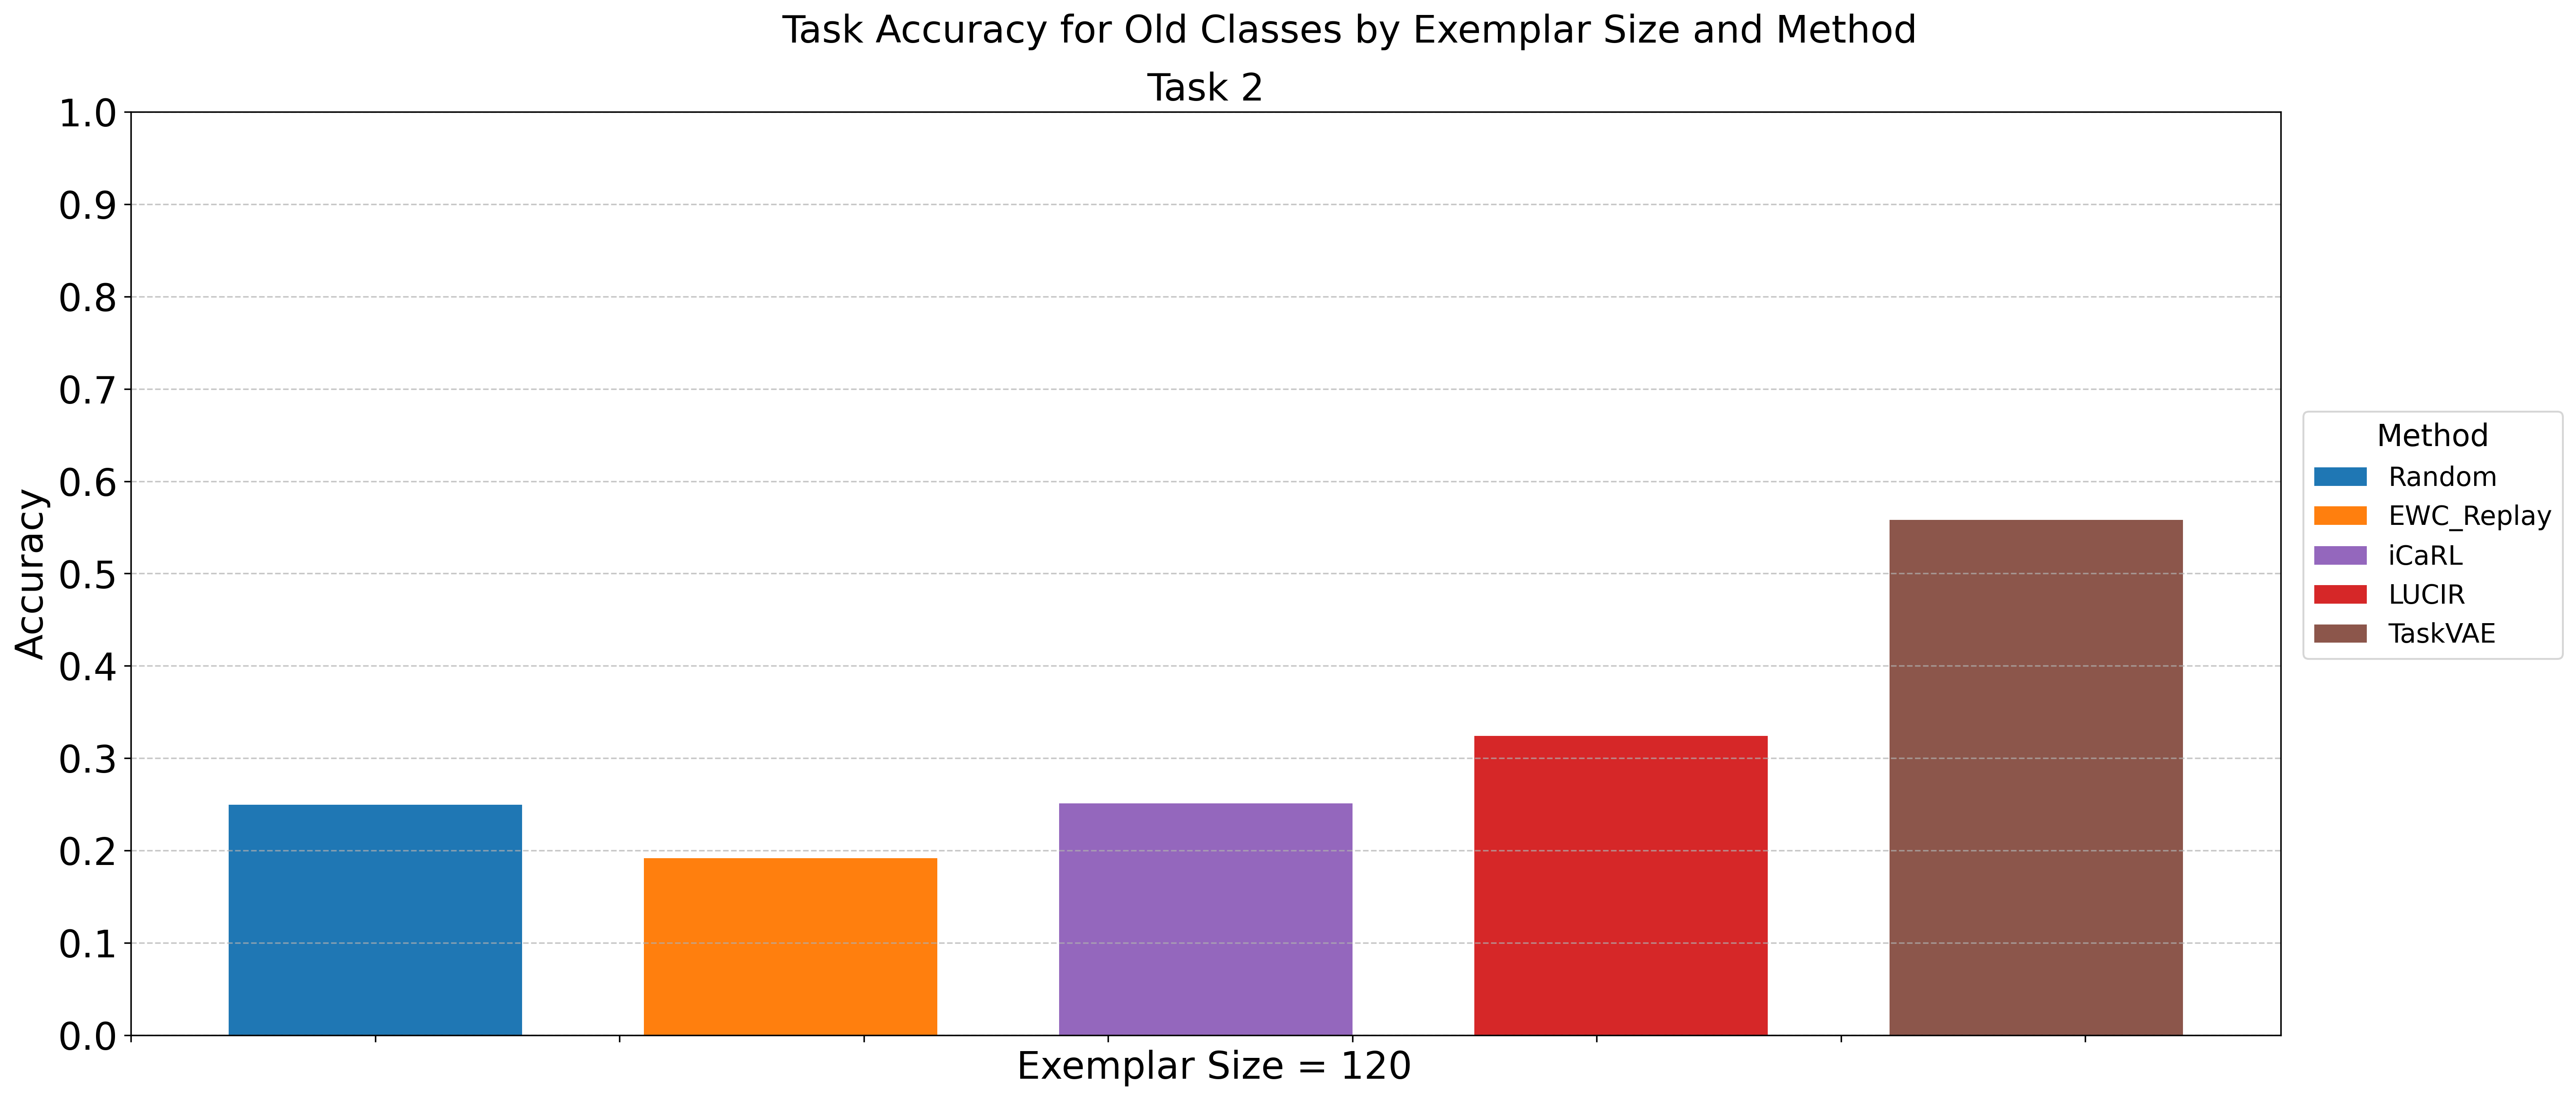 Task Accuracy for Old Classes by Exemplar Size and Method
Task 2
1.0
0.9
0.8
0.7
0.6
0.5
0.4
0.3
0.2
0.1
0.0
Accuracy
Exemplar Size = 120
Method
Random
EWC_Replay
iCaRL
LUCIR
TaskVAE